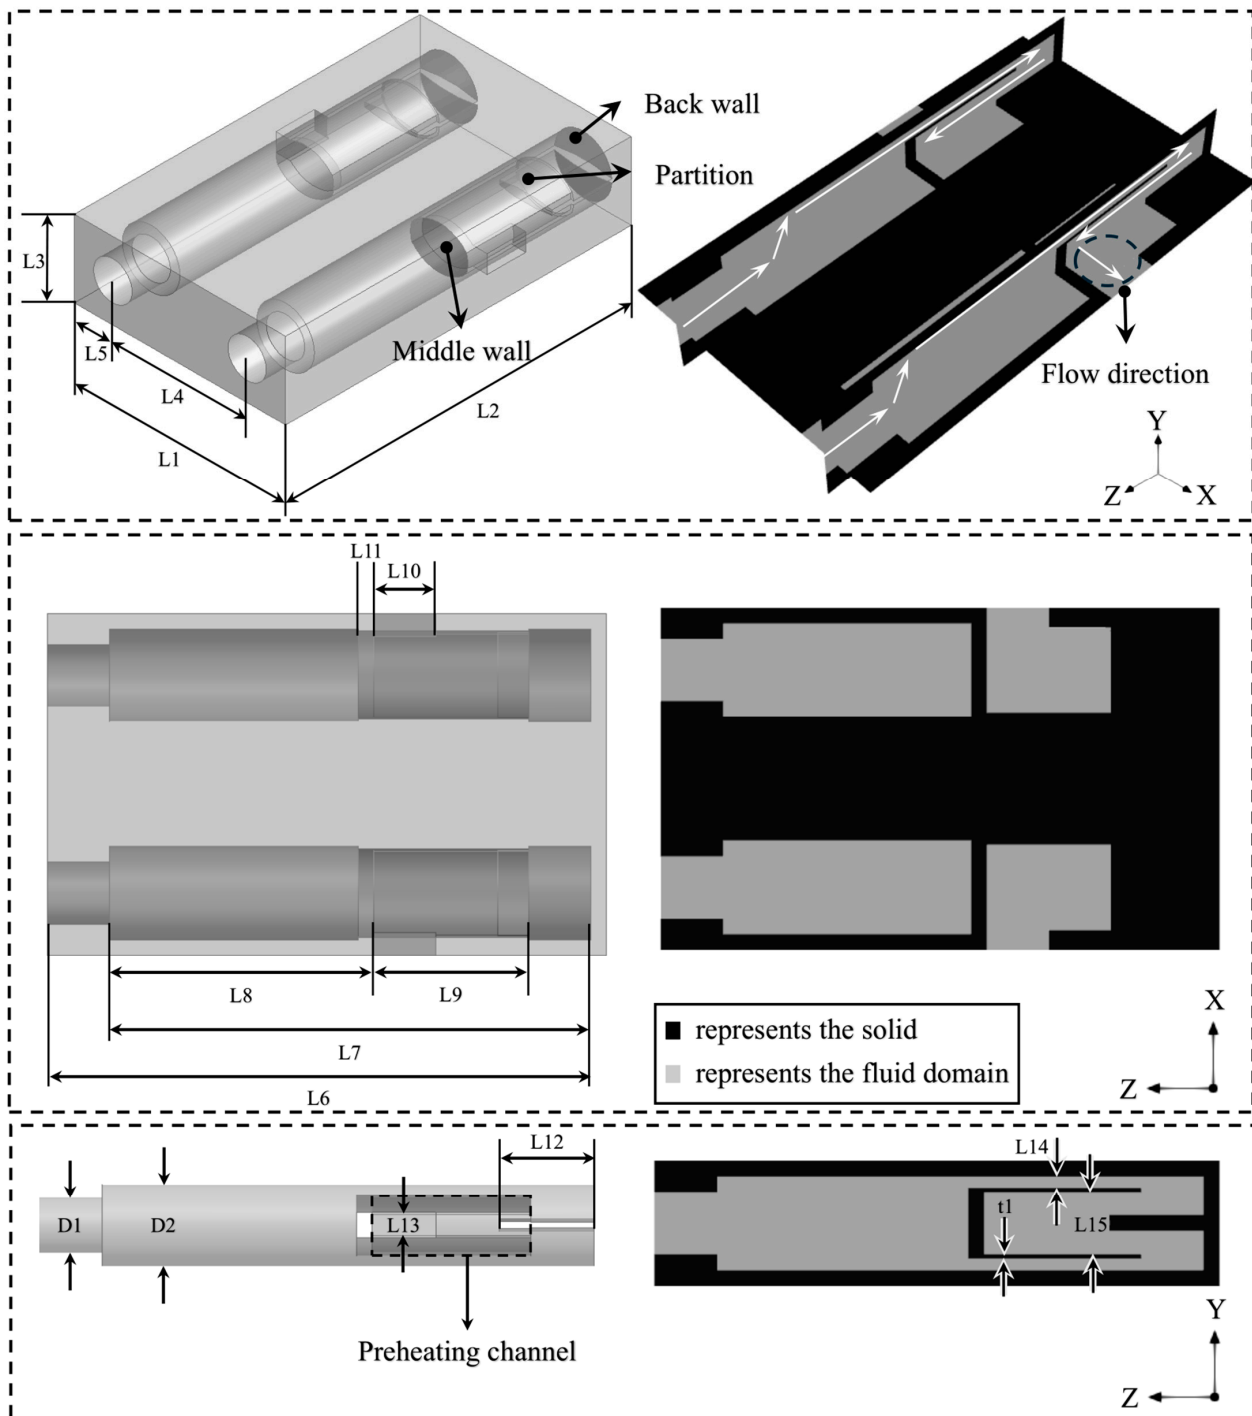 Back wall
Partition
L3
Middle wall
L5
L4
L2
L1
Flow direction
Y
Z
X
L11
L10
L8
L9
L7
L6
represents the solid
represents the fluid domain
X
Z
L12
D1
D2
L13
Preheating channel
L14
t1
L15
Y
Z